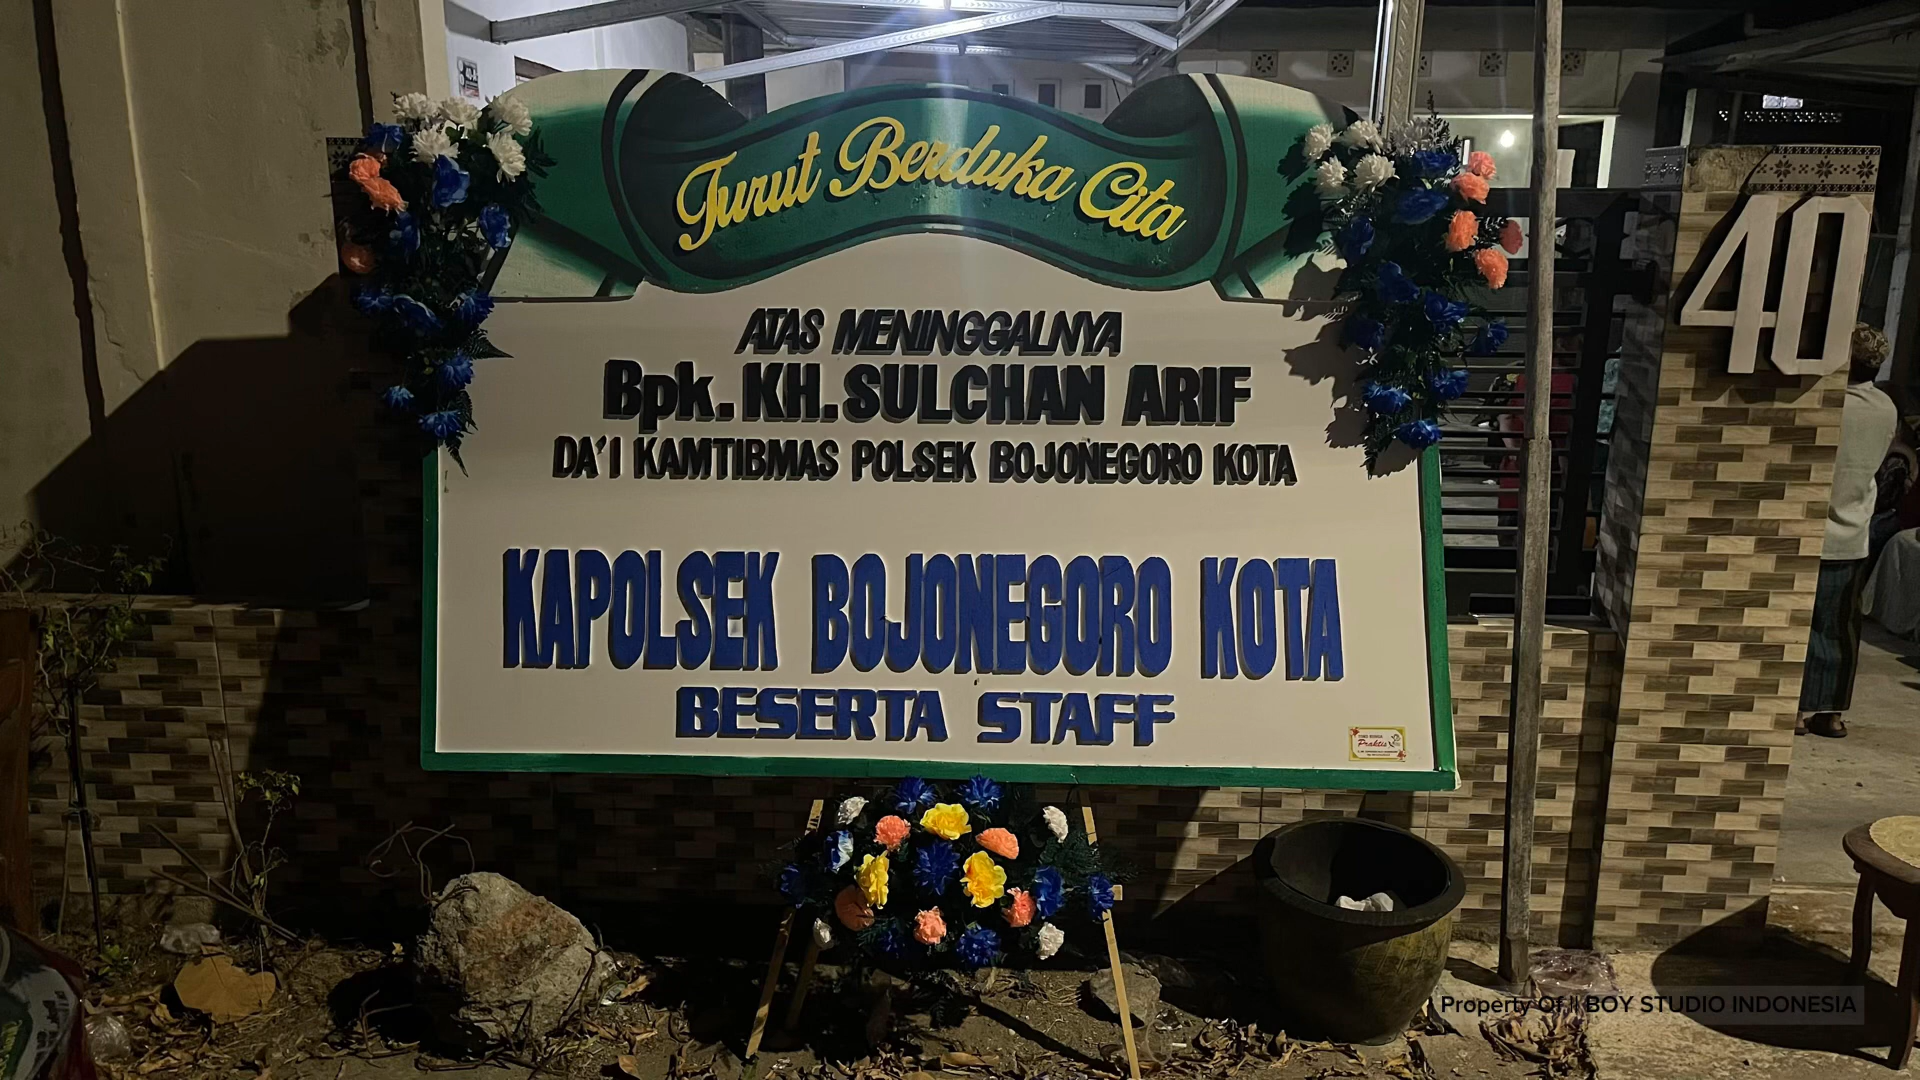 Turut Berduka Cita
ATAS MENINGGALNYA
Bpk. KH. SULCHAN ARIF
DA'I KAMTIBMAS POLSEK BOJONEGORO KOTA
KAPOLSEK BOJONEGORO KOTA
BESERTA STAFF
Praktis
40
Property Of || BOY STUDIO INDONESIA